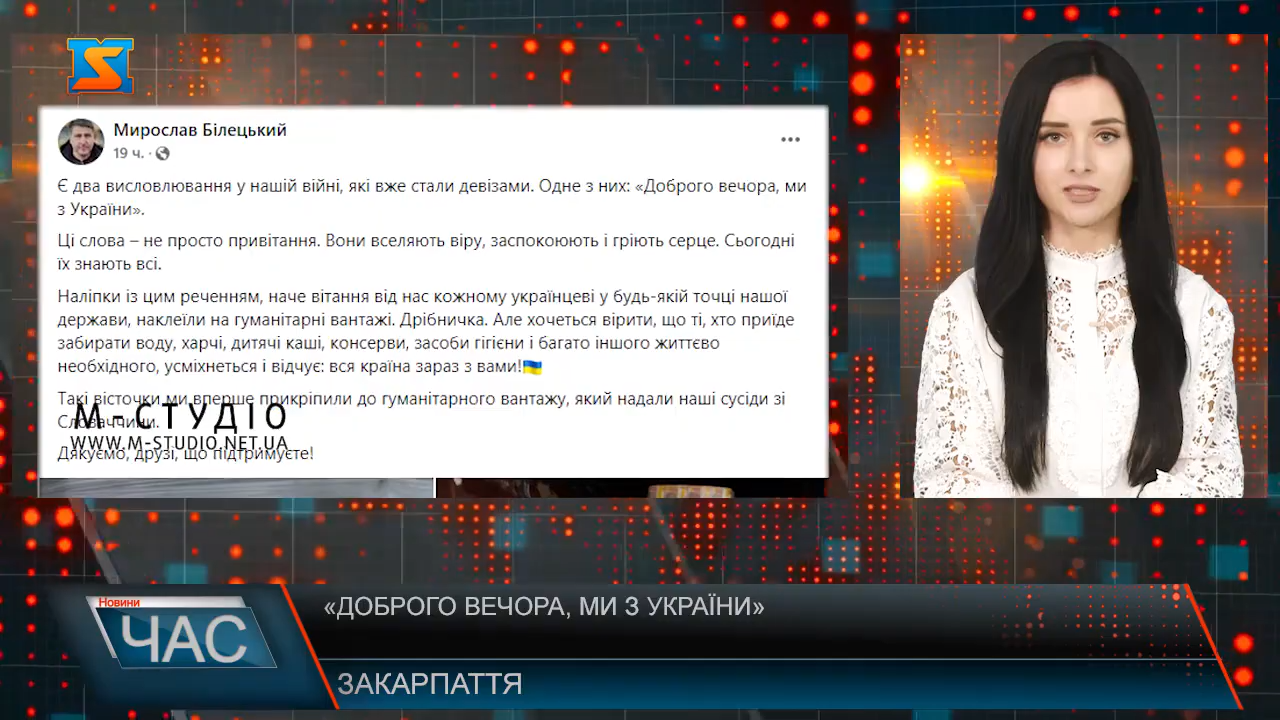 Мирослав Білецький
19 ч. ·
Є два висловлювання у нашій війні, які вже стали девізами. Одне з них: «Доброго вечора, ми
з України».
Ці слова – не просто привітання. Вони вселяють віру, заспокоюють і гріють серце. Сьогодні
їх знають всі.
Наліпки із цим реченням, наче вітання від нас кожному українцеві у будь-якій точці нашої
держави, наклеїли на гуманітарні вантажі. Дрібничка. Але хочеться вірити, що ті, хто приїде
забирати воду, харчі, дитячі каші, консерви, засоби гігієни і багато іншого життєво
необхідного, усміхнеться і відчує: вся країна зараз з вами!🇺🇦
Такі вісточки ми вперше прикріпили до гуманітарного вантажу, який надали наші сусіди зі
Словаччини.
Дякуємо, друзі, що підтримуєте!
М-СТУДІО
WWW.M-STUDIO.NET.UA
Новини
ЧАС
«ДОБРОГО ВЕЧОРА, МИ З УКРАЇНИ»
ЗАКАРПАТТЯ